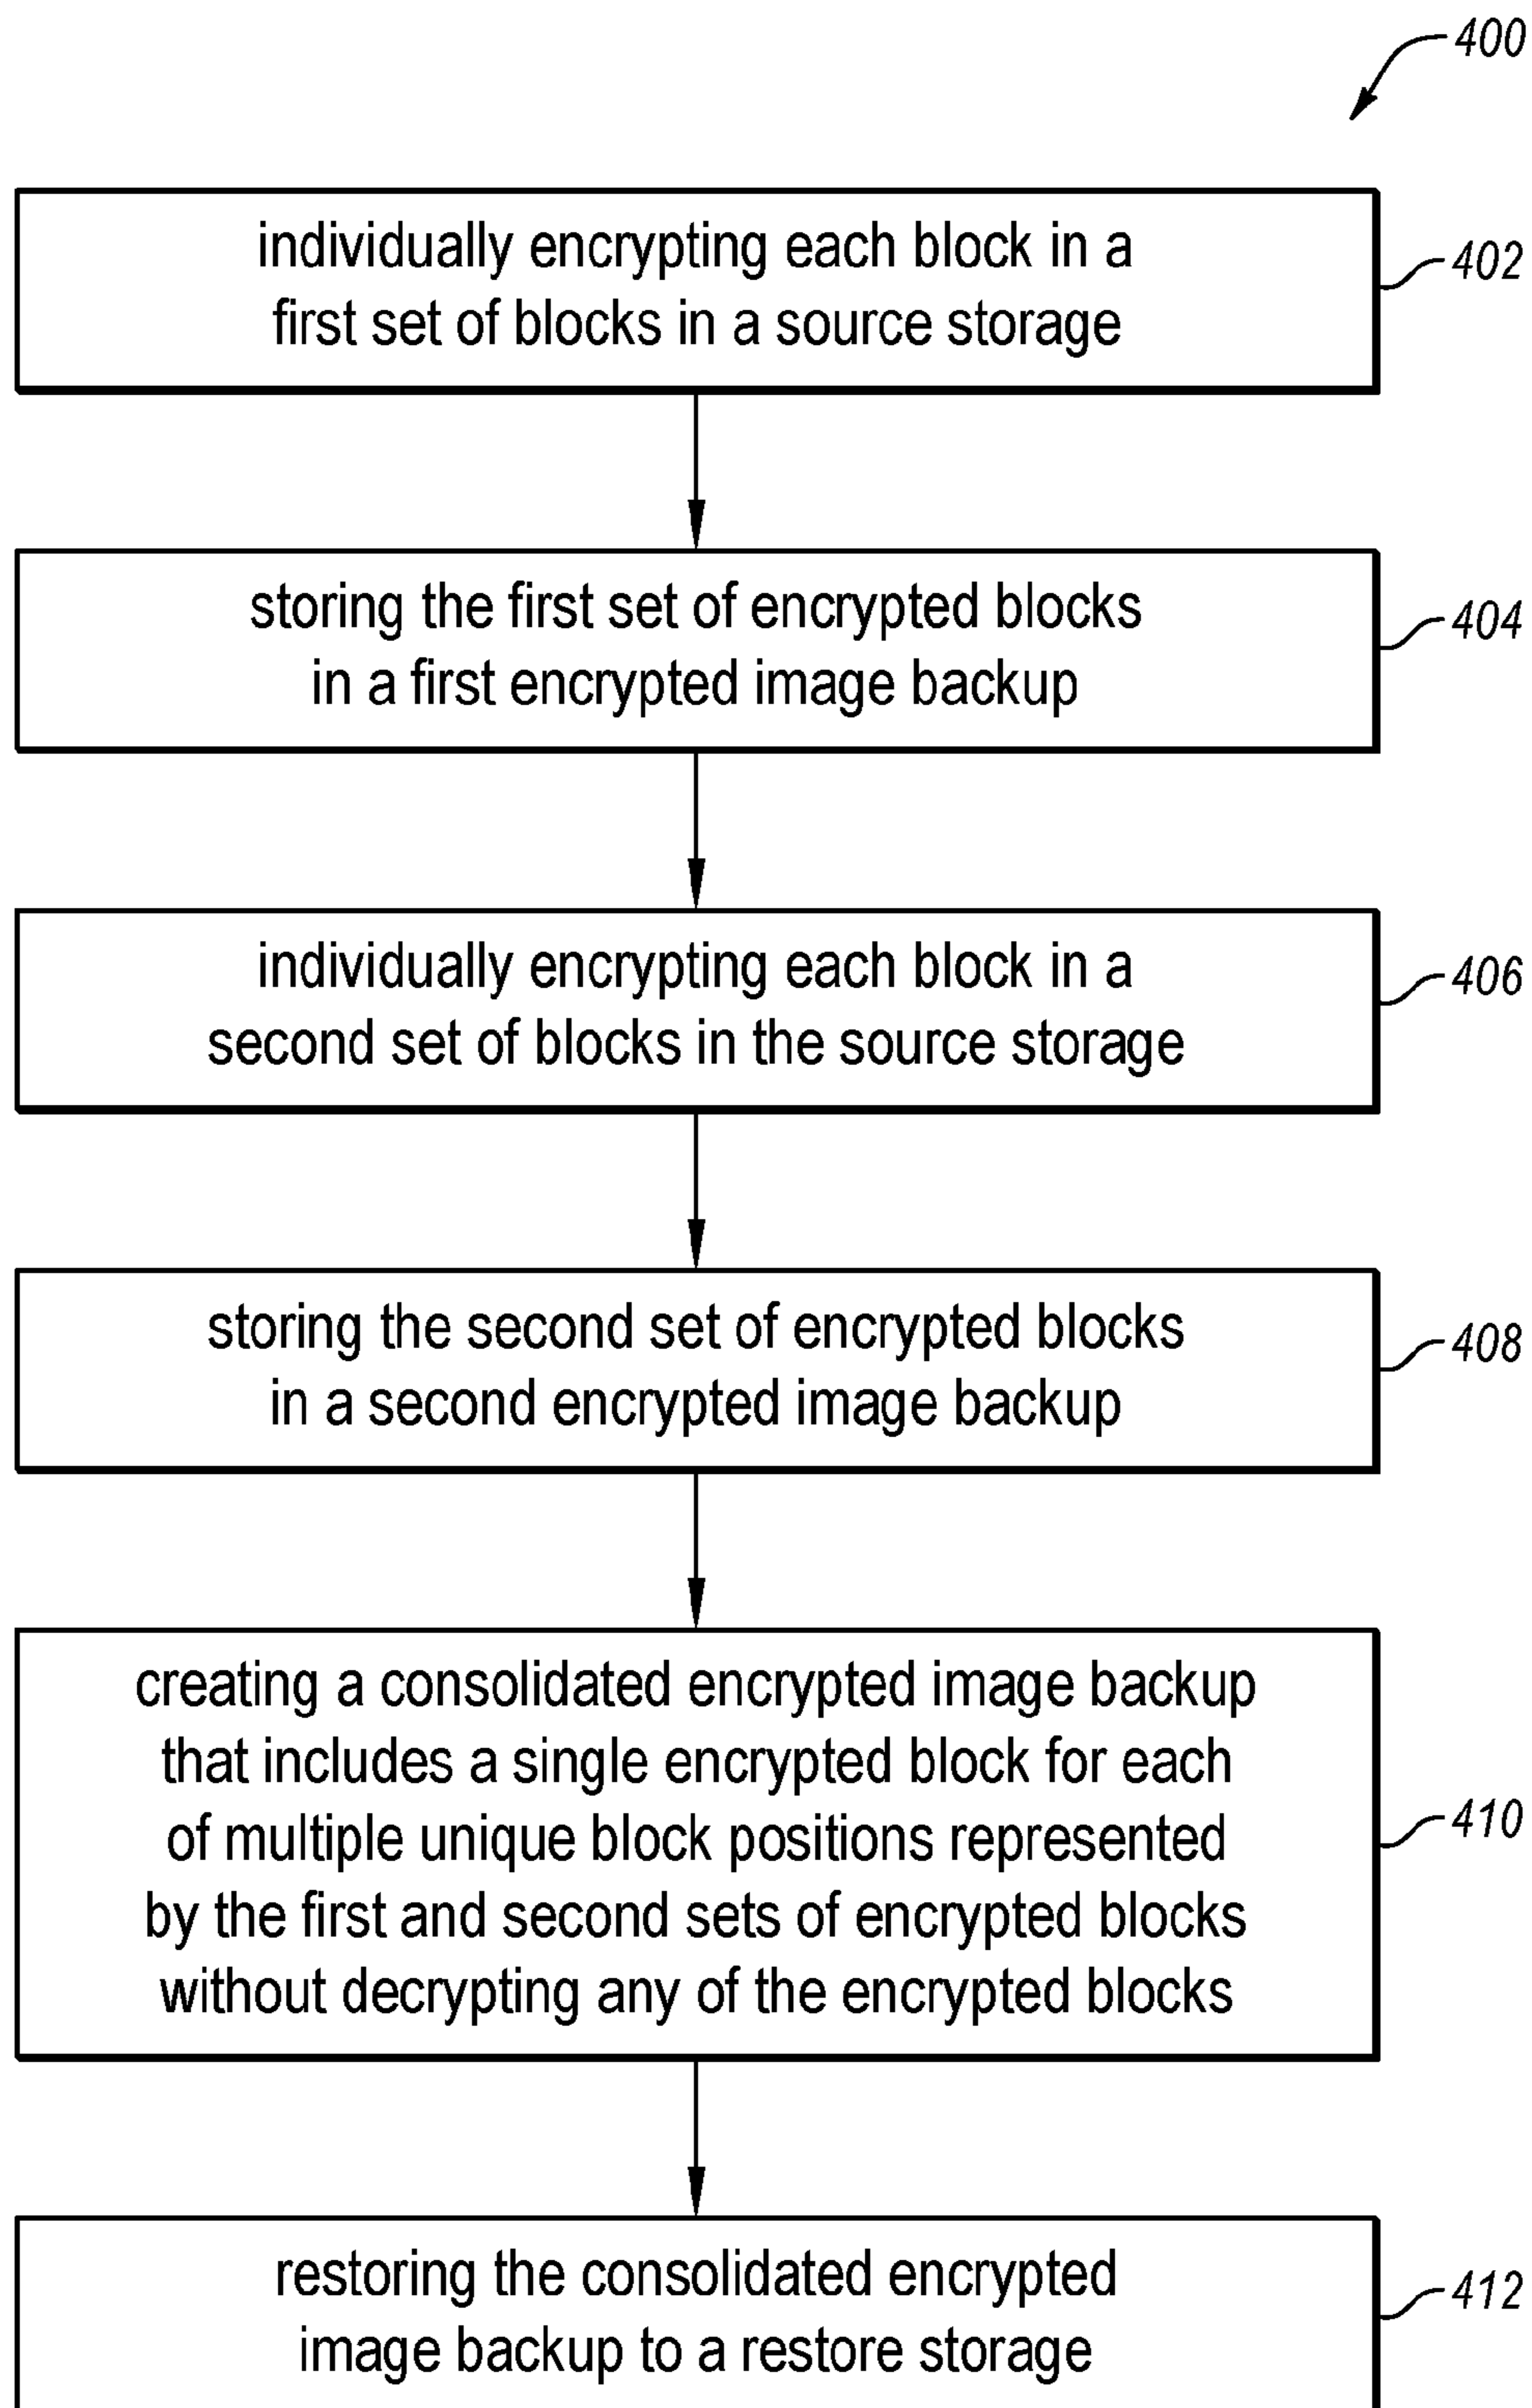 400
individually encrypting each block in a
first set of blocks in a source storage
402
storing the first set of encrypted blocks
in a first encrypted image backup
404
individually encrypting each block in a
second set of blocks in the source storage
406
storing the second set of encrypted blocks
in a second encrypted image backup
408
creating a consolidated encrypted image backup
that includes a single encrypted block for each
of multiple unique block positions represented
by the first and second sets of encrypted blocks
without decrypting any of the encrypted blocks
410
restoring the consolidated encrypted
image backup to a restore storage
412